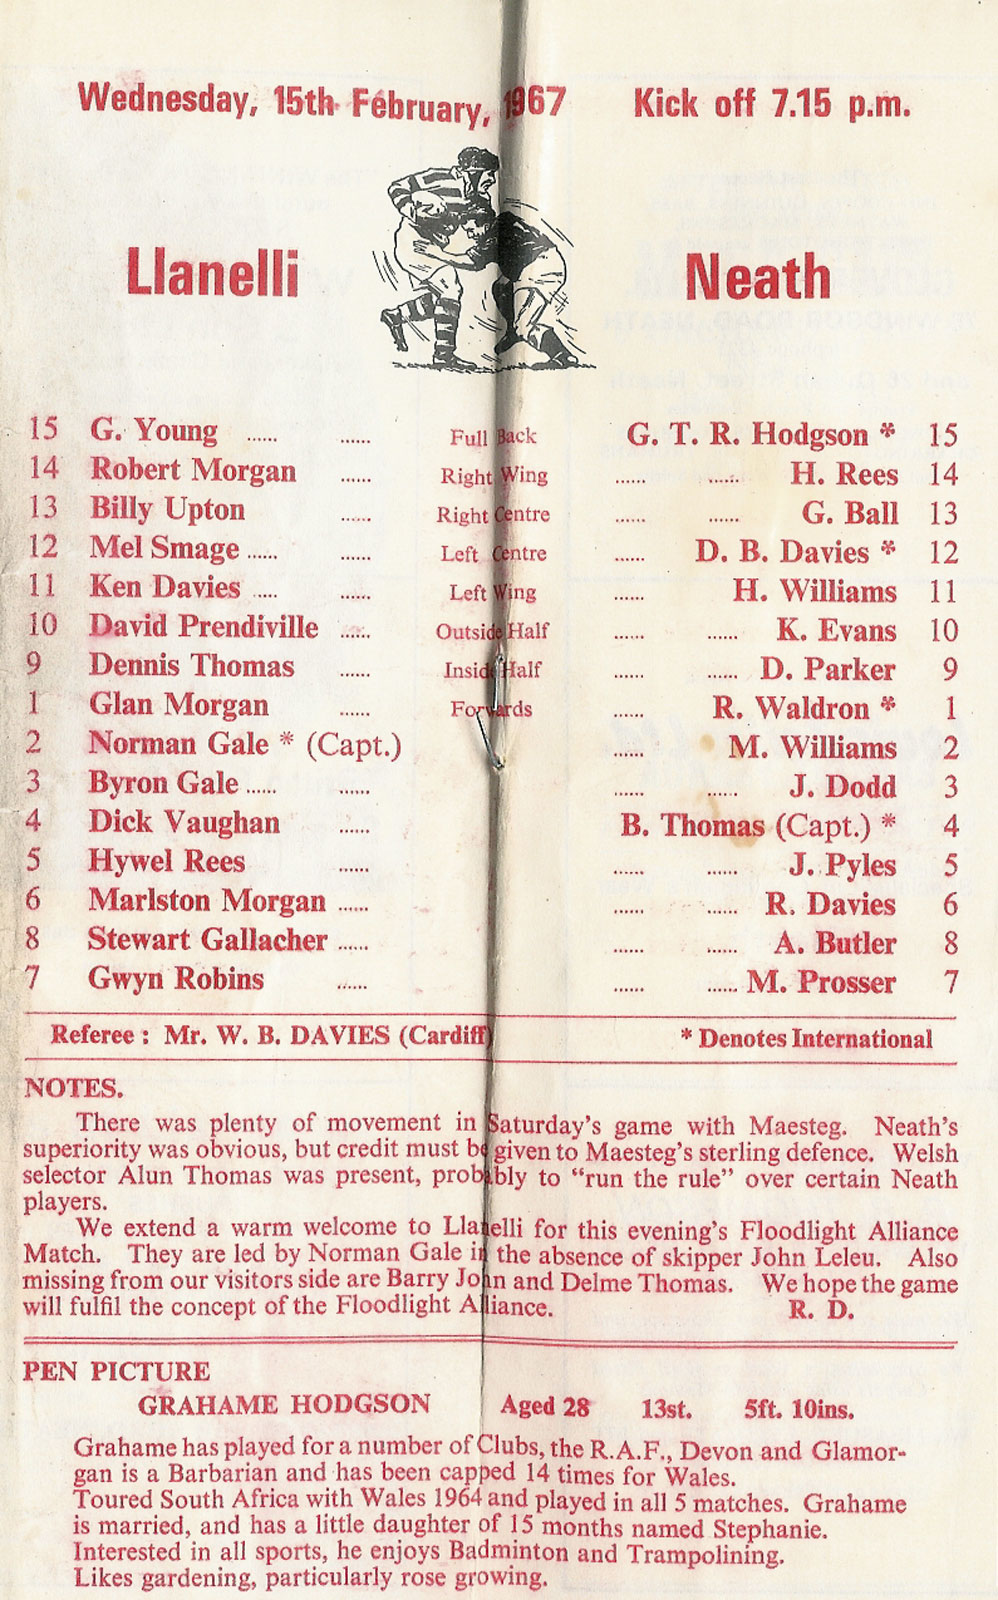 Wednesday, 15th February, 1967 Kick off 7.15 p.m.
Llanelli Neath
15 G. Young ...... ...... Full Back G. T. R. Hodgson * 15
14 Robert Morgan ...... Right Wing ...... ...... H. Rees 14
13 Billy Upton ...... Right Centre ...... ...... G. Ball 13
12 Mel Smage ...... ...... Left Centre ...... D. B. Davies * 12
11 Ken Davies ..... ...... Left Wing ...... H. Williams 11
10 David Prendiville ...... Outside Half ...... ...... K. Evans 10
9 Dennis Thomas ...... Inside Half ...... ...... D. Parker 9
1 Glan Morgan ...... Forwards ...... R. Waldron * 1
2 Norman Gale * (Capt.) ...... M. Williams 2
3 Byron Gale ...... ...... ...... ...... J. Dodd 3
4 Dick Vaughan ...... B. Thomas (Capt.) * 4
5 Hywel Rees ...... ...... ...... J. Pyles 5
6 Marlston Morgan ...... ...... ...... R. Davies 6
8 Stewart Gallacher ...... ...... ...... A. Butler 8
7 Gwyn Robins ...... ...... ...... M. Prosser 7
Referee : Mr. W. B. DAVIES (Cardiff) * Denotes International
NOTES.
There was plenty of movement in Saturday's game with Maesteg. Neath's
superiority was obvious, but credit must be given to Maesteg's sterling defence. Welsh
selector Alun Thomas was present, probably to "run the rule" over certain Neath
players.
We extend a warm welcome to Llanelli for this evening's Floodlight Alliance
Match. They are led by Norman Gale in the absence of skipper John Leleu. Also
missing from our visitors side are Barry John and Delme Thomas. We hope the game
will fulfil the concept of the Floodlight Alliance. R. D.
PEN PICTURE
GRAHAME HODGSON Aged 28 13st. 5ft. 10ins.
Grahame has played for a number of Clubs, the R.A.F., Devon and Glamor-
gan is a Barbarian and has been capped 14 times for Wales.
Toured South Africa with Wales 1964 and played in all 5 matches. Grahame
is married, and has a little daughter of 15 months named Stephanie.
Interested in all sports, he enjoys Badminton and Trampolining.
Likes gardening, particularly rose growing.